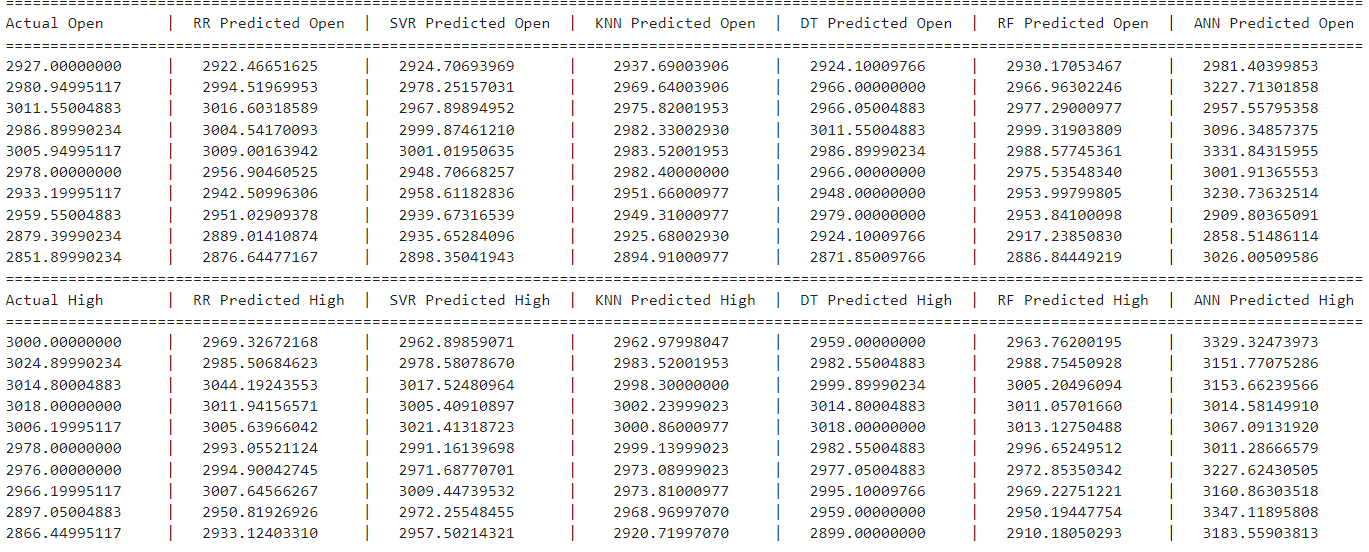 Actual Open | RR Predicted Open | SVR Predicted Open | KNN Predicted Open | DT Predicted Open | RF Predicted Open | ANN Predicted Open
2927.00000000 | 2922.46651625 | 2924.70693969 | 2937.69003906 | 2924.10009766 | 2930.17053467 | 2981.40399853
2980.94995117 | 2994.51969953 | 2978.25157031 | 2969.64003906 | 2966.00000000 | 2966.96302246 | 3227.71301858
3011.55004883 | 3016.60318589 | 2967.89894952 | 2975.82001953 | 2966.05004883 | 2977.29000977 | 2957.55795358
2986.89990234 | 3004.54170093 | 2999.87461210 | 2982.33002930 | 3011.55004883 | 2999.31903809 | 3096.34857375
3005.94995117 | 3009.00163942 | 3001.01950635 | 2983.52001953 | 2986.89990234 | 2988.57745361 | 3331.84315955
2978.00000000 | 2956.90460525 | 2948.70668257 | 2982.40000000 | 2966.00000000 | 2975.53548340 | 3001.91365553
2933.19995117 | 2942.50996306 | 2958.61182836 | 2951.66000977 | 2948.00000000 | 2953.99799805 | 3230.73632514
2959.55004883 | 2951.02909378 | 2939.67316539 | 2949.31000977 | 2979.00000000 | 2953.84100098 | 2909.80365091
2879.39990234 | 2889.01410874 | 2935.65284096 | 2925.68002930 | 2924.10009766 | 2917.23850830 | 2858.51486114
2851.89990234 | 2876.64477167 | 2898.35041943 | 2894.91000977 | 2871.85009766 | 2886.84449219 | 3026.00509586
Actual High | RR Predicted High | SVR Predicted High | KNN Predicted High | DT Predicted High | RF Predicted High | ANN Predicted High
3000.00000000 | 2969.32672168 | 2962.89859071 | 2962.97998047 | 2959.00000000 | 2963.76200195 | 3329.32473973
3024.89990234 | 2985.50684623 | 2978.58078670 | 2983.52001953 | 2982.55004883 | 2988.75450928 | 3151.77075286
3014.80004883 | 3044.19243553 | 3017.52480964 | 2998.30000000 | 2999.89990234 | 3005.20496094 | 3153.66239566
3018.00000000 | 3011.94156571 | 3005.40910897 | 3002.23999023 | 3014.80004883 | 3011.05701660 | 3014.58149910
3006.19995117 | 3005.63966042 | 3021.41318723 | 3000.86000977 | 3018.00000000 | 3013.12750488 | 3067.09131920
2978.00000000 | 2993.05521124 | 2991.16139698 | 2999.13999023 | 2982.55004883 | 2996.65249512 | 3011.28666579
2976.00000000 | 2994.90042745 | 2971.68770701 | 2973.08999023 | 2977.05004883 | 2972.85350342 | 3227.62430505
2966.19995117 | 3007.64566267 | 3009.44739532 | 2973.81000977 | 2995.10009766 | 2969.22751221 | 3160.86303518
2897.05004883 | 2950.81926926 | 2972.25548455 | 2968.96997070 | 2959.00000000 | 2950.19447754 | 3347.11895808
2866.44995117 | 2933.12403310 | 2957.50214321 | 2920.71997070 | 2899.00000000 | 2910.18050293 | 3183.55903813